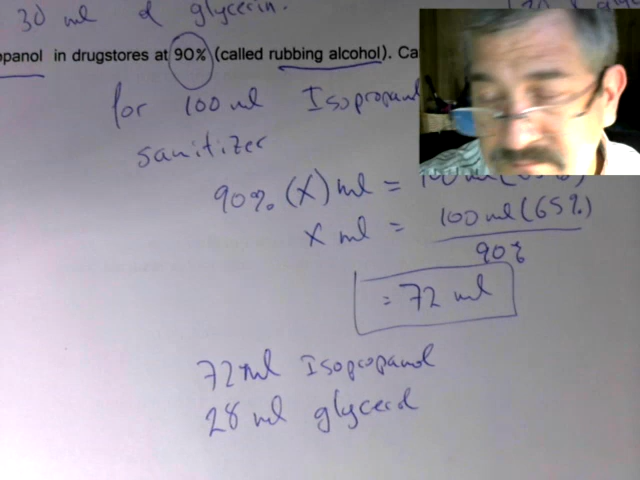 30 ml & glycerin.
opanol in drugstores at 90% (called rubbing alcohol). Ca
for 100 ml Isopropanol
sanitizer
90% (x) ml = 100 ml (65%)
x ml = 100 ml (65%)
90%
= 72 ml
72 ml Isopropanol
28 ml glycerol